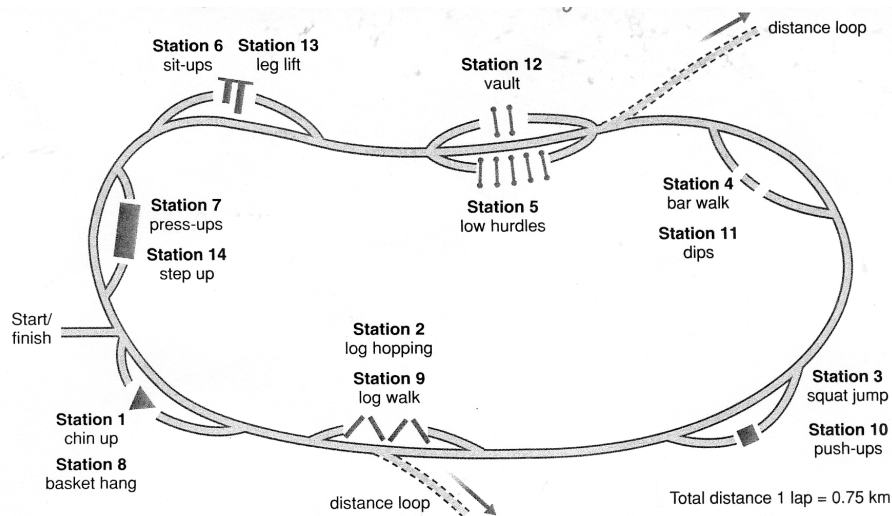 distance loop
Station 6
sit-ups
Station 13
leg lift
Station 12
vault
Station 4
bar walk
Station 7
press-ups
Station 5
low hurdles
Station 11
dips
Station 14
step up
Start/
finish
Station 2
log hopping
Station 9
log walk
Station 3
squat jump
Station 1
chin up
Station 10
push-ups
Station 8
basket hang
distance loop
Total distance 1 lap = 0.75 km